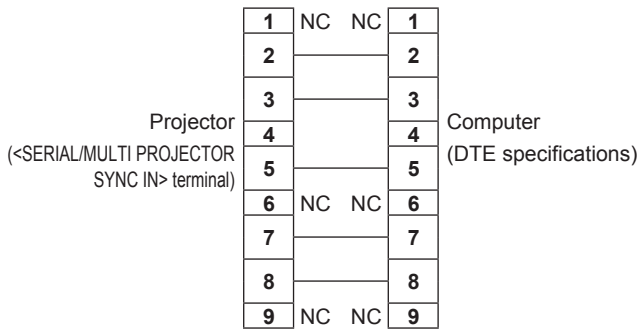 1 NC NC 1
2 2
3 3
Projector
4 4
Computer
(<SERIAL/MULTI PROJECTOR
SYNC IN> terminal)
(DTE specifications)
5 5
6 NC NC 6
7 7
8 8
9 NC NC 9